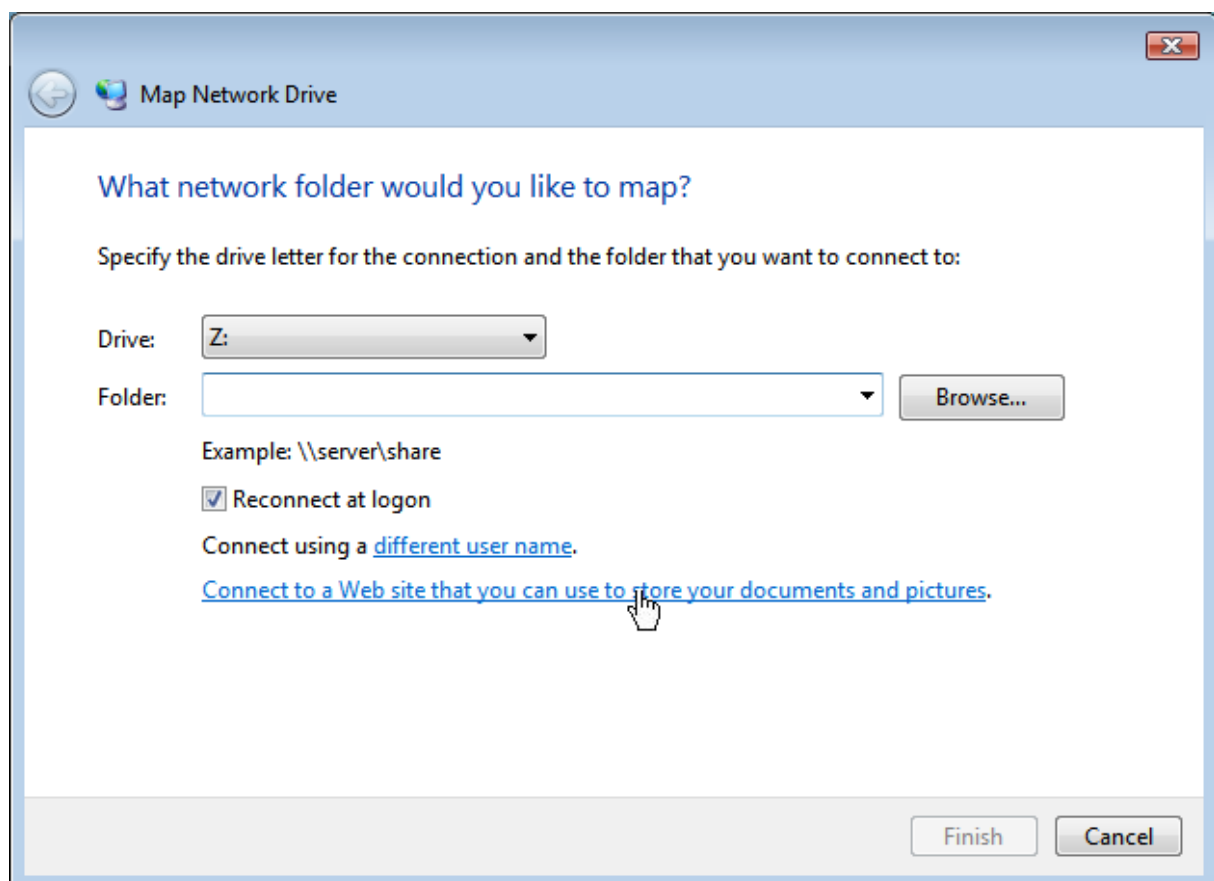 Map Network Drive
What network folder would you like to map?
Specify the drive letter for the connection and the folder that you want to connect to:
Drive: Z:
Folder: Browse...
Example: \\server\share
Reconnect at logon
Connect using a different user name.
Connect to a Web site that you can use to store your documents and pictures.
Finish Cancel